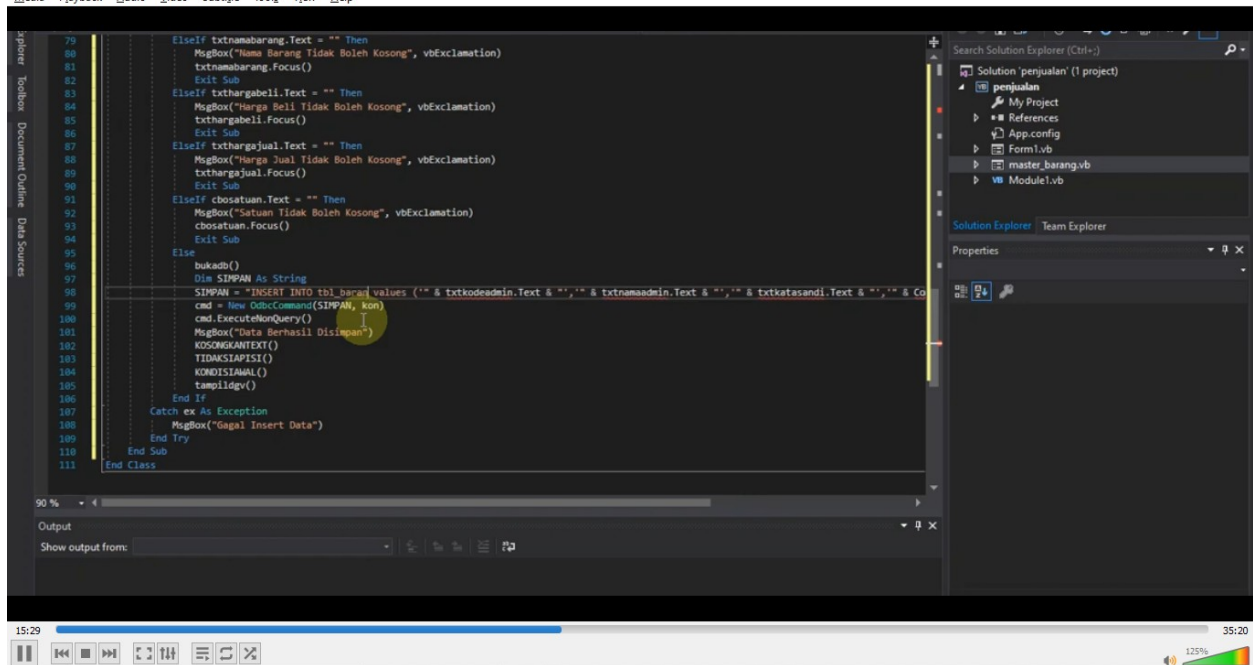 79 ElseIf txtnamabarang.Text = "" Then
80 MsgBox("Nama Barang Tidak Boleh Kosong", vbExclamation)
81 txtnamabarang.Focus()
82 Exit Sub
83 ElseIf txthargabeli.Text = "" Then
84 MsgBox("Harga Beli Tidak Boleh Kosong", vbExclamation)
85 txthargabeli.Focus()
86 Exit Sub
87 ElseIf txthargajual.Text = "" Then
88 MsgBox("Harga Jual Tidak Boleh Kosong", vbExclamation)
89 txthargajual.Focus()
90 Exit Sub
91 ElseIf cbosatuan.Text = "" Then
92 MsgBox("Satuan Tidak Boleh Kosong", vbExclamation)
93 cbosatuan.Focus()
94 Exit Sub
95 Else
96 bukadb()
97 Dim SIMPAN As String
98 SIMPAN = "INSERT INTO tbl_baran values ('" & txtkodeadmin.Text & "','" & txtnamaadmin.Text & "','" & txtkatasandi.Text & "','" & Co
99 cmd = New OdbcCommand(SIMPAN, kon)
100 cmd.ExecuteNonQuery()
101 MsgBox("Data Berhasil Disimpan")
102 KOSONGKANTEXT()
103 TIDAKSIAPISI()
104 KONDISIAWAL()
105 tampildgv()
106 End If
107 Catch ex As Exception
108 MsgBox("Gagal Insert Data")
109 End Try
110 End Sub
111 End Class
90 %
Output
Show output from:
Toolbox
Document Outline
Data Sources
Search Solution Explorer (Ctrl+;)
Solution 'penjualan' (1 project)
penjualan
My Project
References
App.config
Form1.vb
master_barang.vb
Module1.vb
Solution Explorer Team Explorer
Properties
15:29
35:20
125%